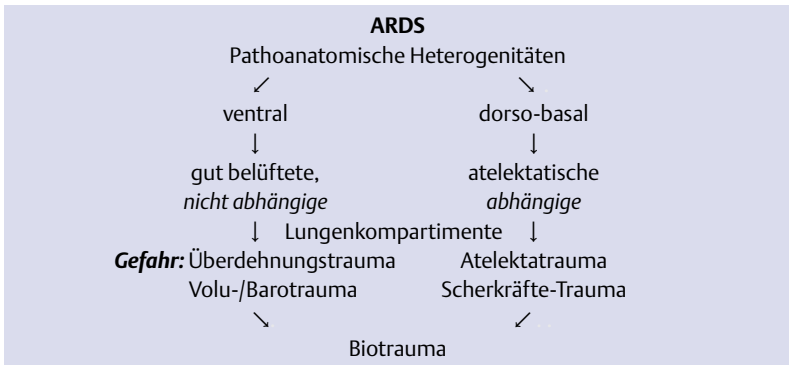 ARDS
Pathoanatomische Heterogenitäten
↙ ↘
ventral dorso-basal
↓ ↓
gut belüftete, atelektatische
nicht abhängige abhängige
↓ Lungenkompartimente ↓
Gefahr: Überdehnungstrauma Atelektatrauma
Volu-/Barotrauma Scherkräfte-Trauma
↘ ↙
Biotrauma